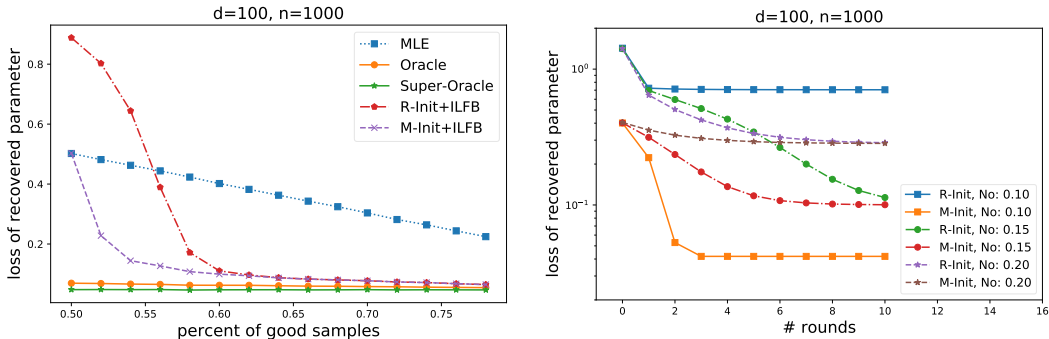 d=100, n=1000
loss of recovered parameter
0.8
0.6
0.4
0.2
MLE
Oracle
Super-Oracle
R-Init+ILFB
M-Init+ILFB
0.50
0.55
0.60
0.65
0.70
0.75
percent of good samples
d=100, n=1000
loss of recovered parameter
10⁰
10⁻¹
R-Init, No: 0.10
M-Init, No: 0.10
R-Init, No: 0.15
M-Init, No: 0.15
R-Init, No: 0.20
M-Init, No: 0.20
0
2
4
6
8
10
12
14
16
# rounds